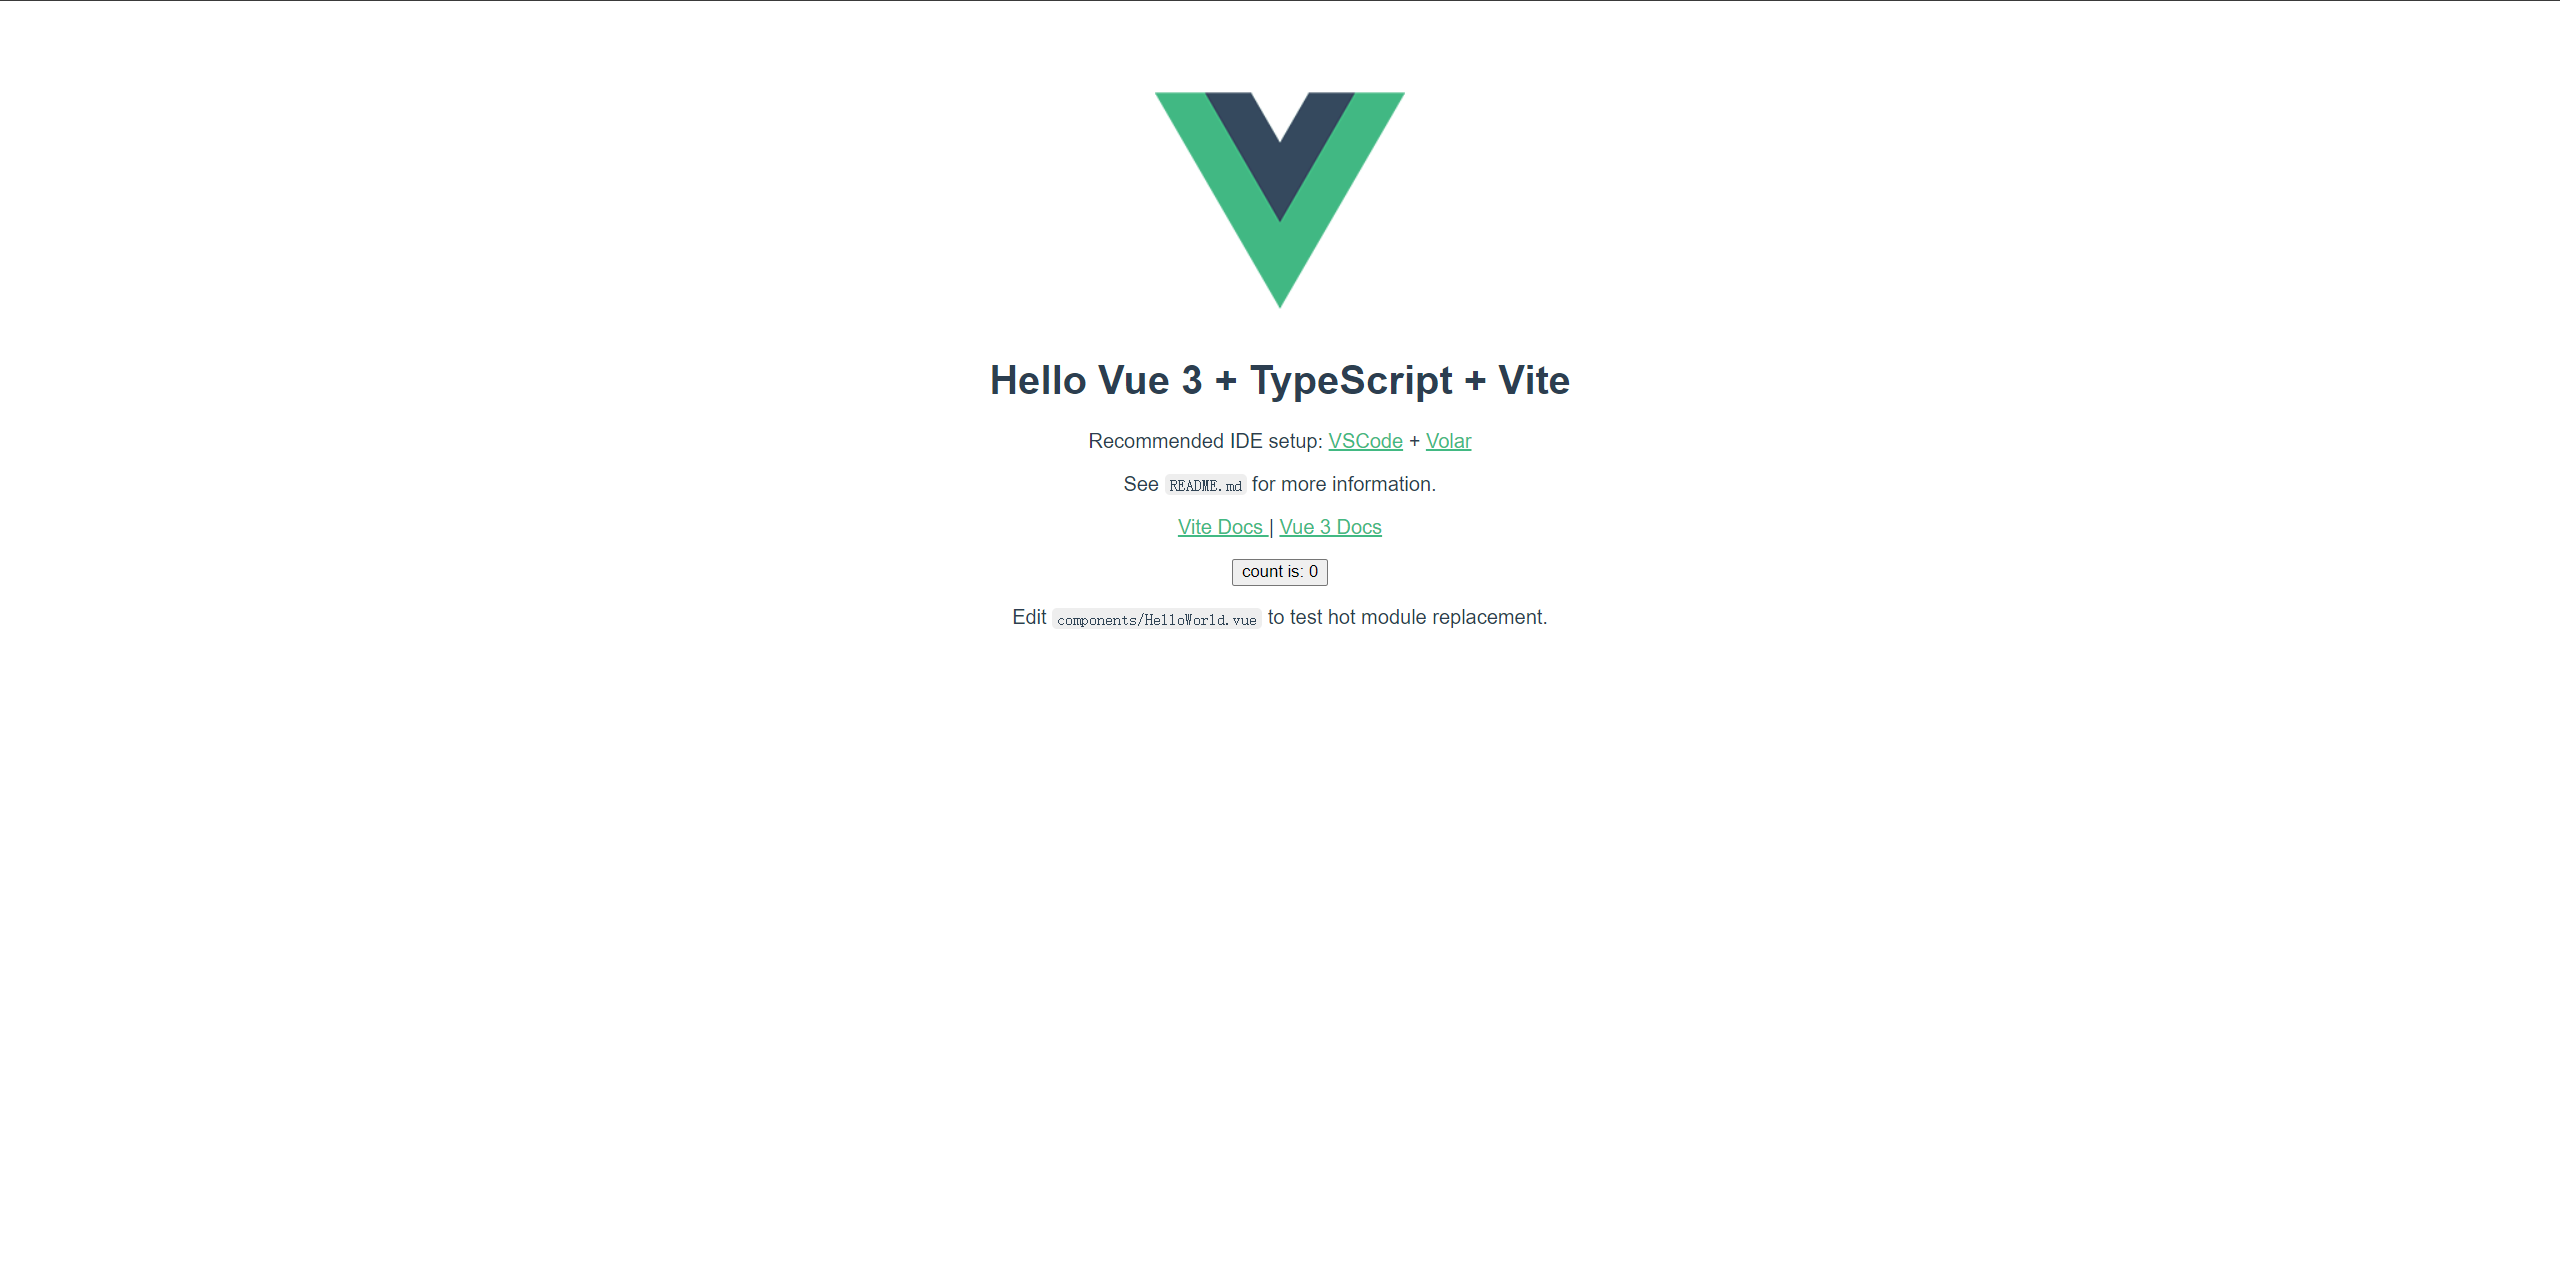 Hello Vue 3 + TypeScript + Vite
Recommended IDE setup: VSCode + Volar
See README.md for more information.
Vite Docs | Vue 3 Docs
count is: 0
Edit components/HelloWorld.vue to test hot module replacement.